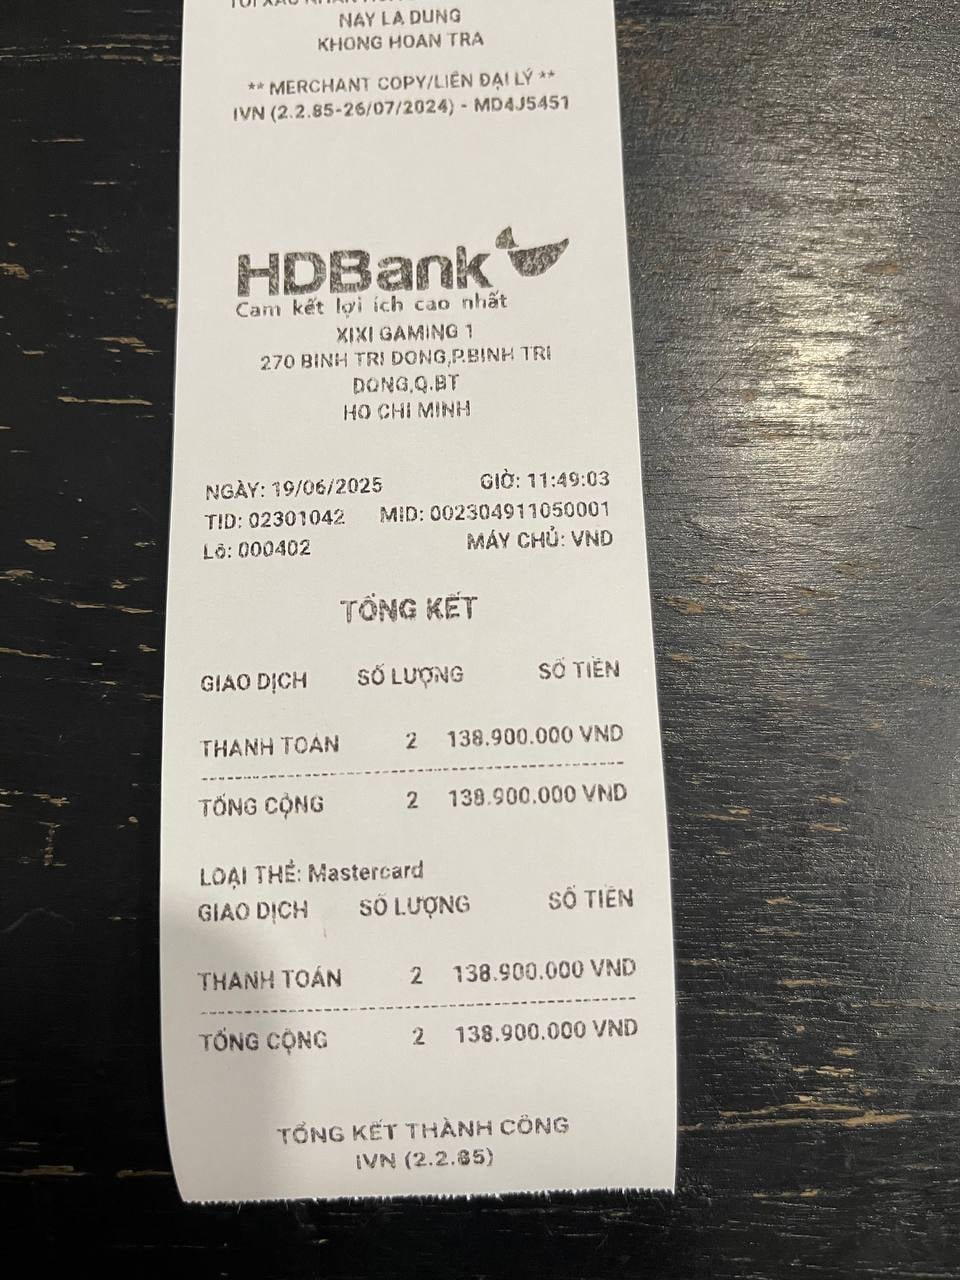 NAY LA DUNG
KHONG HOAN TRA
** MERCHANT COPY/LIÊN ĐẠI LÝ **
IVN (2.2.85-26/07/2024) - MD4J5451
HDBank
Cam kết lợi ích cao nhất
XIXI GAMING 1
270 BINH TRI DONG,P.BINH TRI
DONG,Q.BT
HO CHI MINH
NGÀY: 19/06/2025 GIỜ: 11:49:03
TID: 02301042 MID: 002304911050001
Lô: 000402 MÁY CHỦ: VND
TỔNG KẾT
GIAO DỊCH SỐ LƯỢNG SỐ TIỀN
THANH TOÁN 2 138.900.000 VND
TỔNG CỘNG 2 138.900.000 VND
LOẠI THẺ: Mastercard
GIAO DỊCH SỐ LƯỢNG SỐ TIỀN
THANH TOÁN 2 138.900.000 VND
TỔNG CỘNG 2 138.900.000 VND
TỔNG KẾT THÀNH CÔNG
IVN (2.2.85)